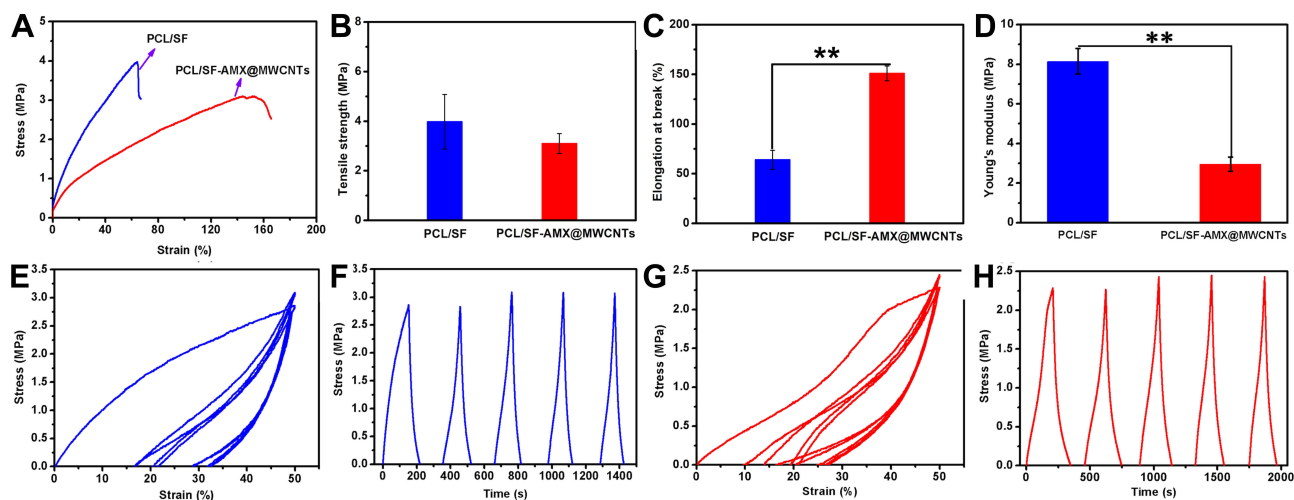 A
5
4
3
2
1
0
Stress (MPa)
PCL/SF
PCL/SF-AMX@MWCNTs
0 40 80 120 160 200
Strain (%)
B
8
6
4
2
0
Tensile strength (MPa)
PCL/SF PCL/SF-AMX@MWCNTs
C
200
150
100
50
0
Elongation at break (%)
**
PCL/SF PCL/SF-AMX@MWCNTs
D
10
8
6
4
2
0
Young's modulus (MPa)
**
PCL/SF PCL/SF-AMX@MWCNTs
E
3.5
3.0
2.5
2.0
1.5
1.0
0.5
0.0
Stress (MPa)
0 10 20 30 40 50
Strain (%)
F
3.5
3.0
2.5
2.0
1.5
1.0
0.5
0.0
Stress (MPa)
0 200 400 600 800 1000 1200 1400
Time (s)
G
2.5
2.0
1.5
1.0
0.5
0.0
Stress (MPa)
0 10 20 30 40 50
Strain (%)
H
2.5
2.0
1.5
1.0
0.5
0.0
Stress (MPa)
0 500 1000 1500 2000
Time (s)